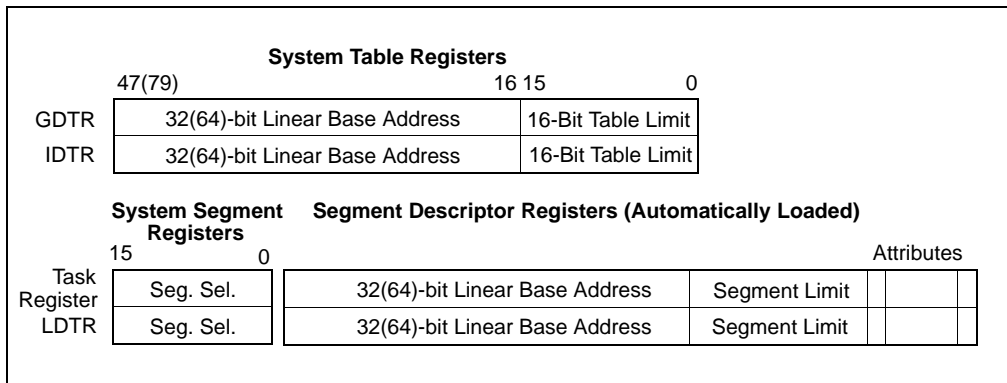 System Table Registers
47(79) 16 15 0
GDTR 32(64)-bit Linear Base Address 16-Bit Table Limit
IDTR 32(64)-bit Linear Base Address 16-Bit Table Limit
System Segment Registers Segment Descriptor Registers (Automatically Loaded)
15 0 Attributes
Task Register Seg. Sel. 32(64)-bit Linear Base Address Segment Limit
LDTR Seg. Sel. 32(64)-bit Linear Base Address Segment Limit